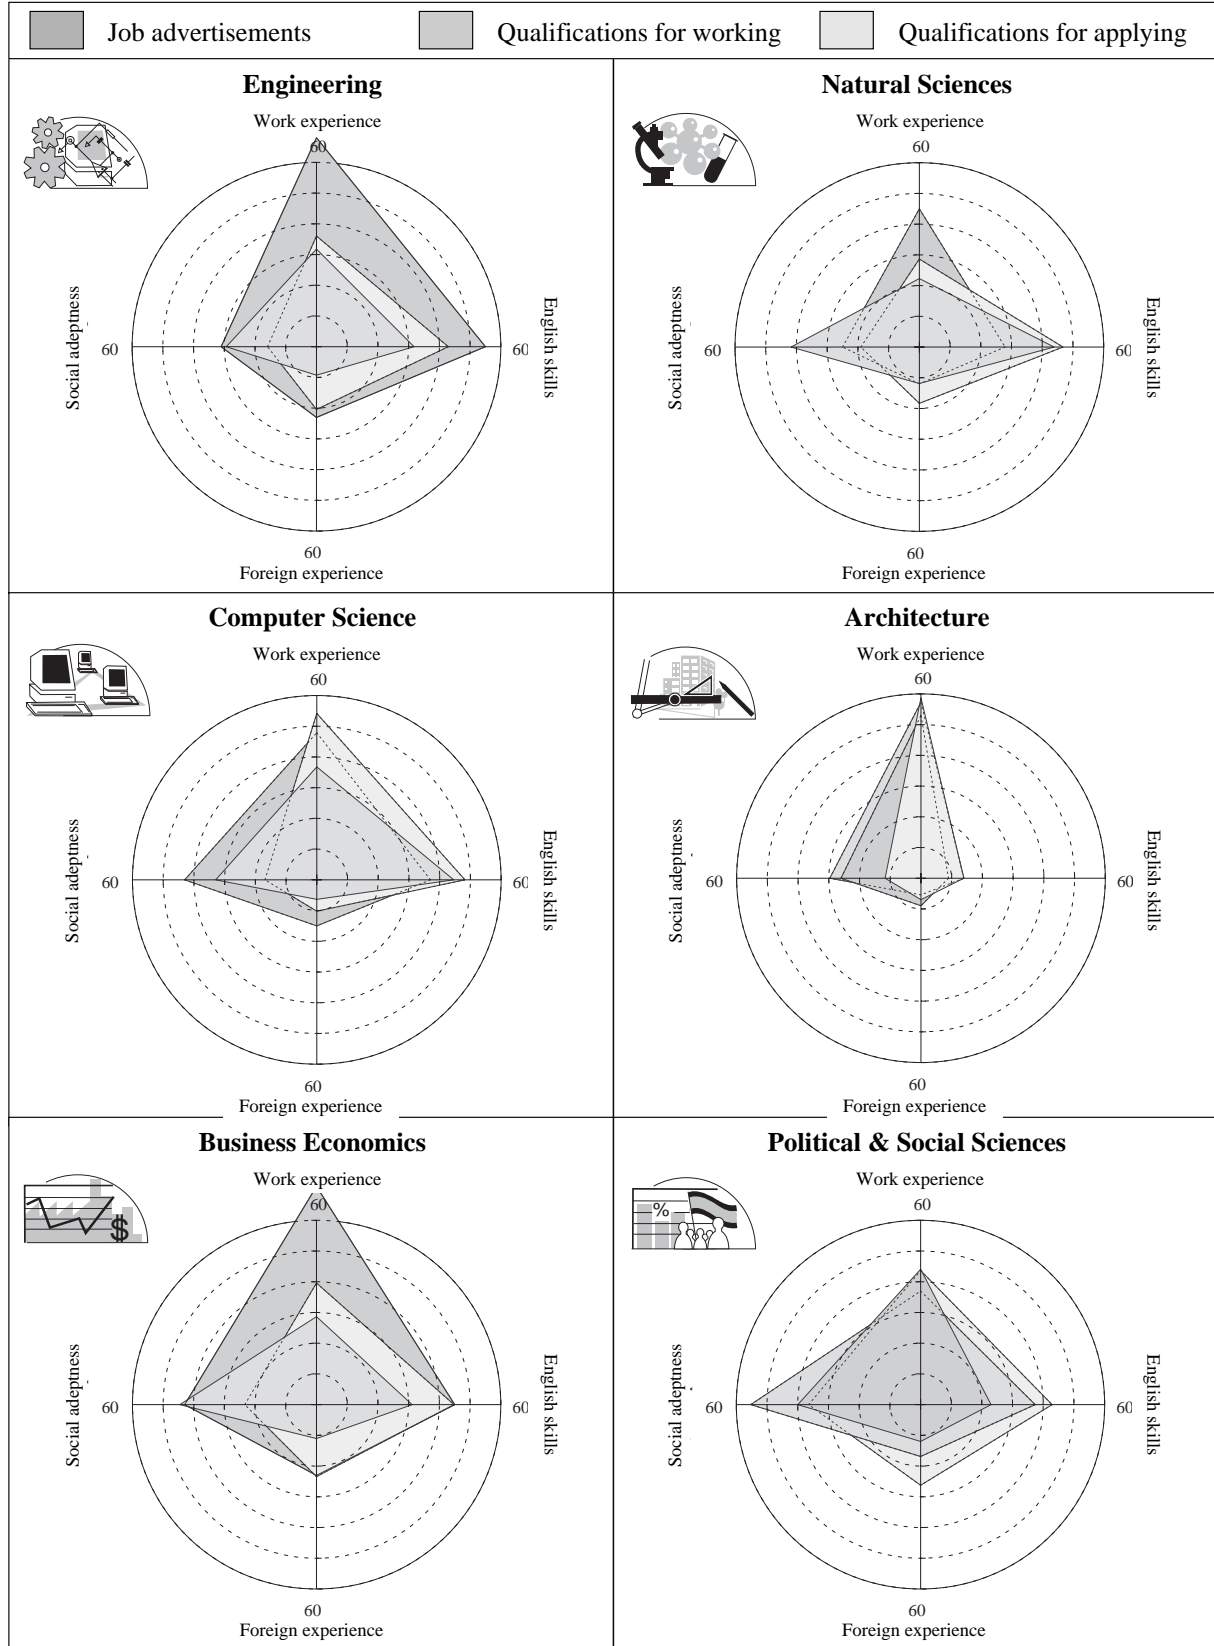 Job advertisements Qualifications for working Qualifications for applying
Engineering
Work experience
60
Social adeptness
60
English skills
60
60
Foreign experience
Natural Sciences
Work experience
60
Social adeptness
60
English skills
60
60
Foreign experience
Computer Science
Work experience
60
Social adeptness
60
English skills
60
60
Foreign experience
Architecture
Work experience
60
Social adeptness
60
English skills
60
60
Foreign experience
Business Economics
$
Work experience
60
Social adeptness
60
English skills
60
60
Foreign experience
Political & Social Sciences
%
Work experience
60
Social adeptness
60
English skills
60
60
Foreign experience